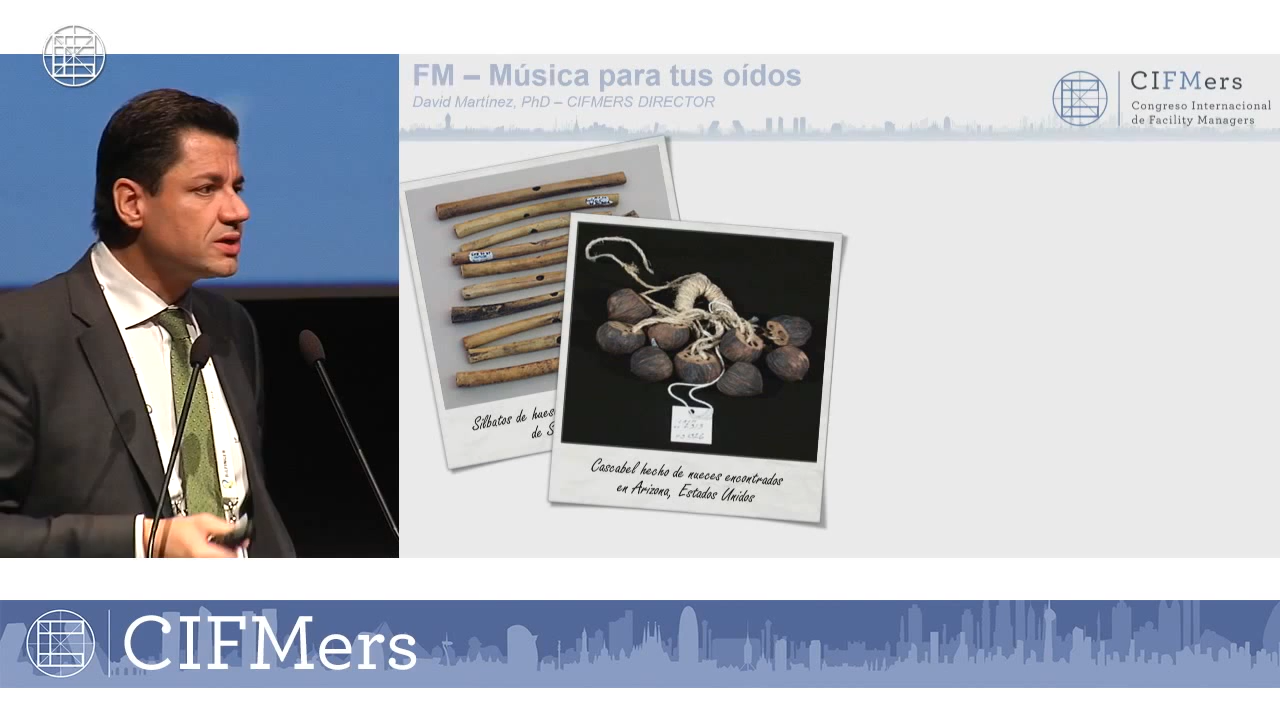 FM – Música para tus oídos
David Martínez, PhD – CIFMERS DIRECTOR
CIFMers
Congreso Internacional
de Facility Managers
Silbatos de
de S
Cascabel hecho de nueces encontrados
en Arizona, Estados Unidos
CIFMers